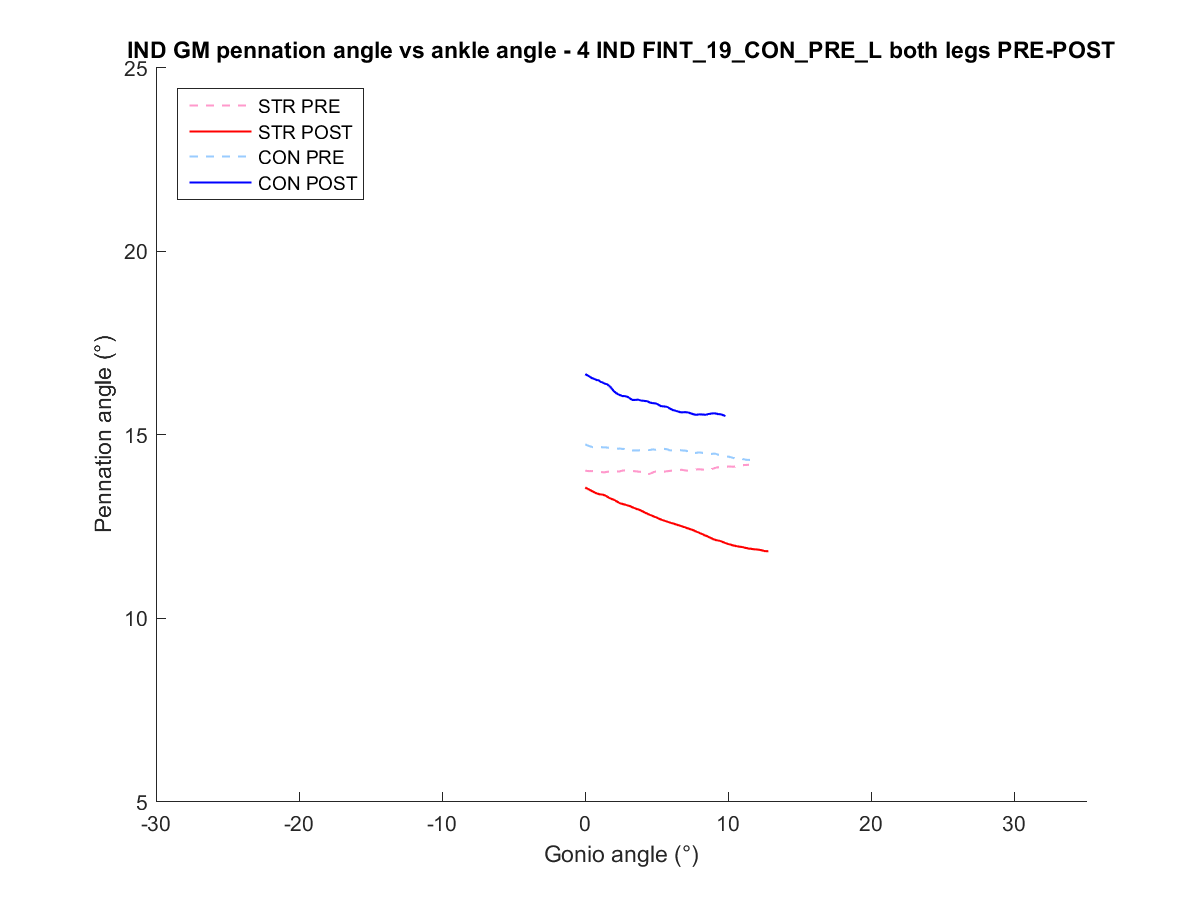 IND GM pennation angle vs ankle angle - 4 IND FINT_19_CON_PRE_L both legs PRE-POST
STR PRE
STR POST
CON PRE
CON POST
25
20
15
10
5
Pennation angle (°)
-30 -20 -10 0 10 20 30
Gonio angle (°)